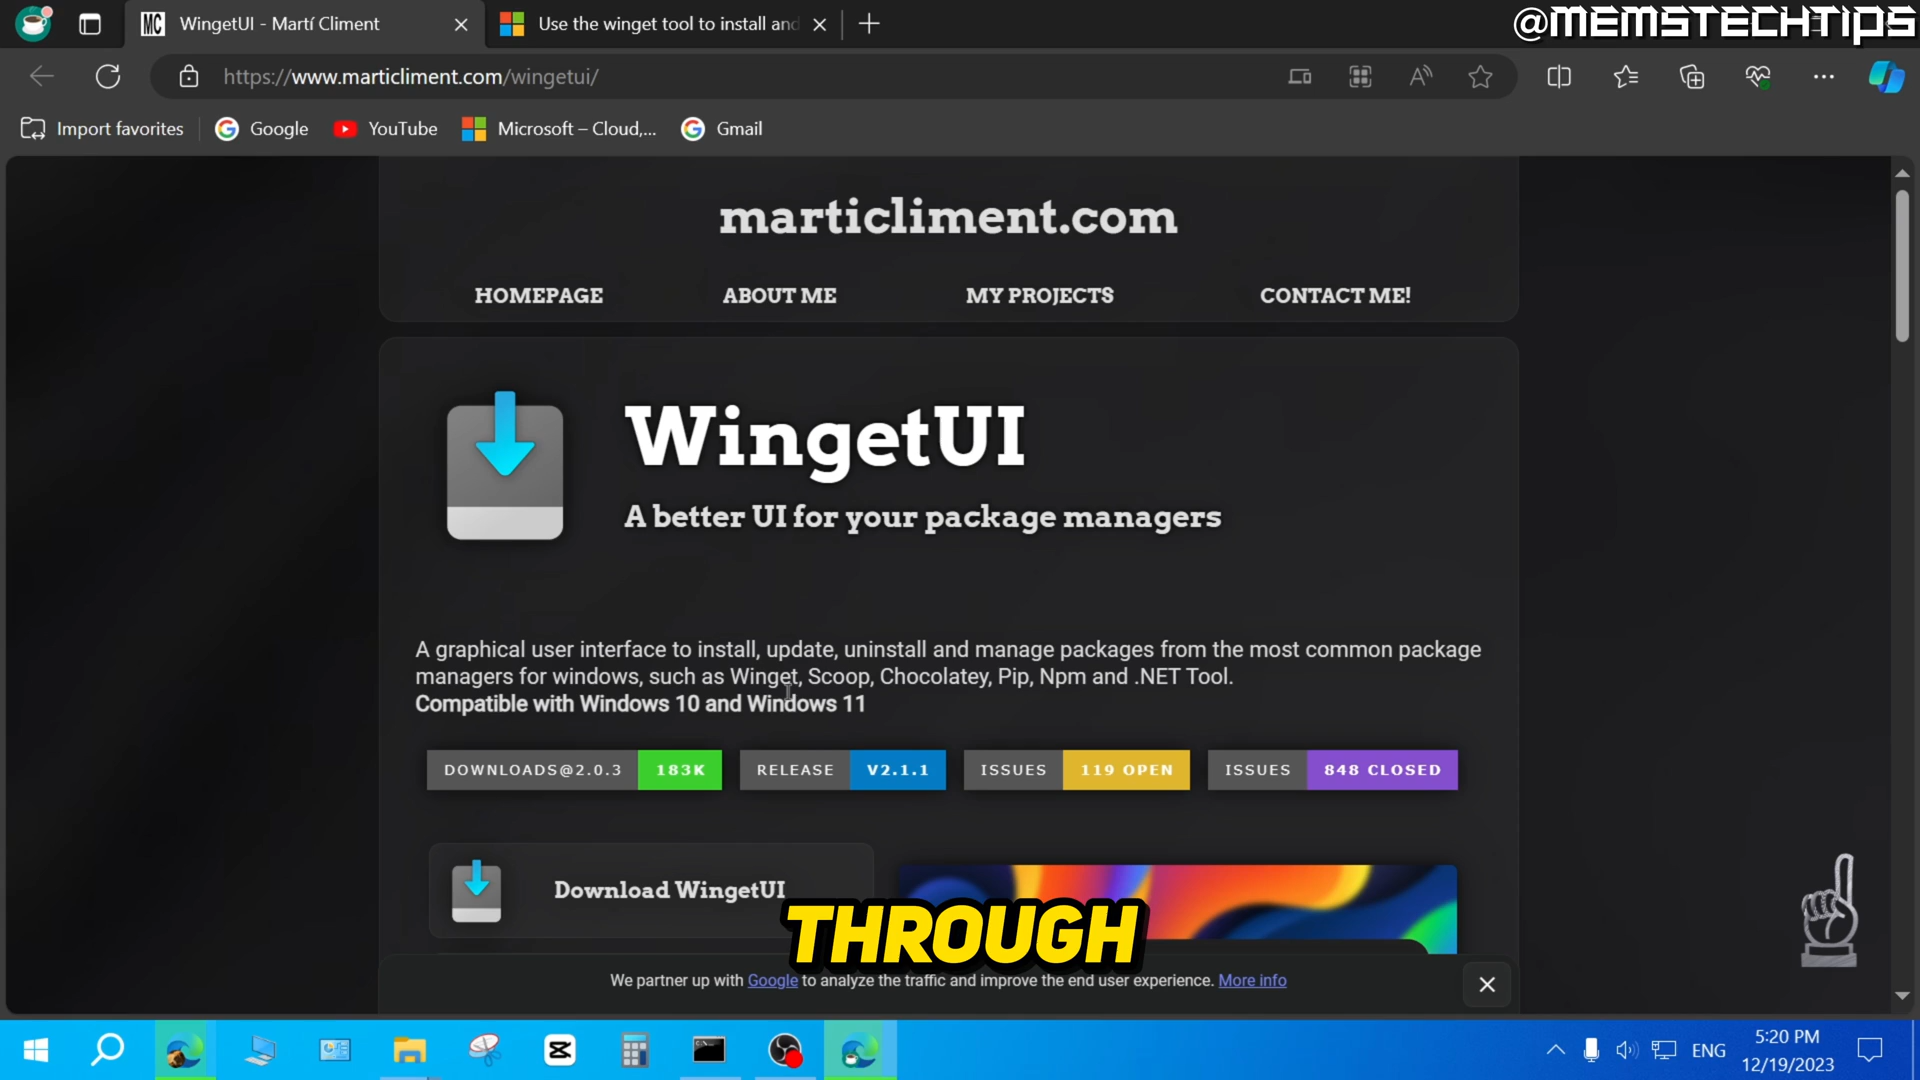 WingetUI - Martí Climent
Use the winget tool to install and
@MEMSTECHTIPS
https://www.marticliment.com/wingetui/
Import favorites
Google
YouTube
Microsoft – Cloud,...
Gmail
marticliment.com
HOMEPAGE
ABOUT ME
MY PROJECTS
CONTACT ME!
WingetUI
A better UI for your package managers
A graphical user interface to install, update, uninstall and manage packages from the most common package
managers for windows, such as Winget, Scoop, Chocolatey, Pip, Npm and .NET Tool.
Compatible with Windows 10 and Windows 11
DOWNLOADS@2.0.3 183K
RELEASE V2.1.1
ISSUES 119 OPEN
ISSUES 848 CLOSED
Download WingetUI
THROUGH
We partner up with Google to analyze the traffic and improve the end user experience. More info
ENG
5:20 PM
12/19/2023